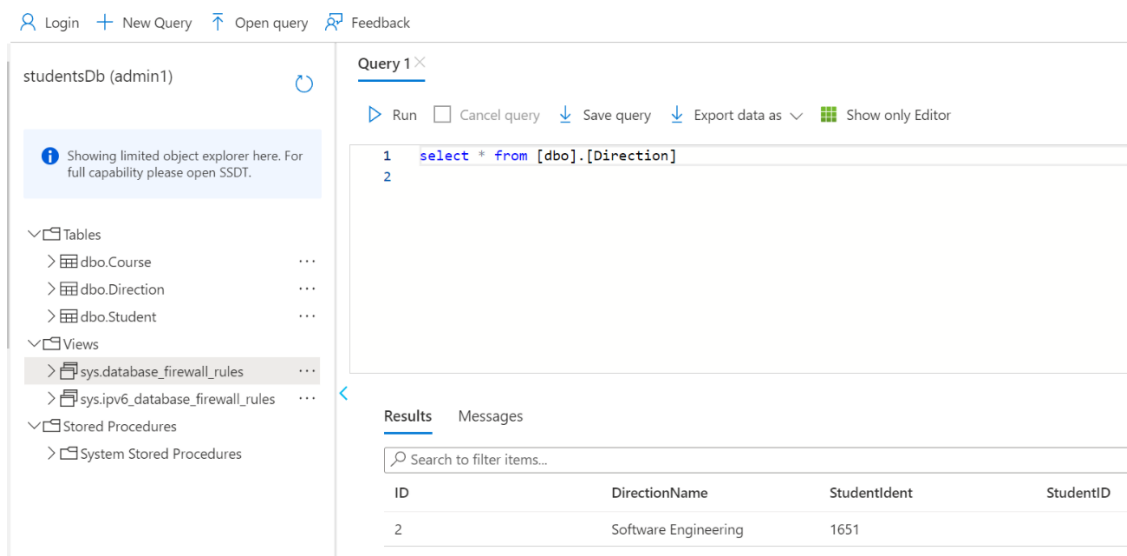 Login New Query Open query Feedback
studentsDb (admin1)
Showing limited object explorer here. For
full capability please open SSDT.
Tables
dbo.Course ...
dbo.Direction ...
dbo.Student ...
Views
sys.database_firewall_rules ...
sys.ipv6_database_firewall_rules ...
Stored Procedures
System Stored Procedures
Query 1
Run Cancel query Save query Export data as Show only Editor
1 select * from [dbo].[Direction]
2
Results Messages
Search to filter items...
ID DirectionName StudentIdent StudentID
2 Software Engineering 1651